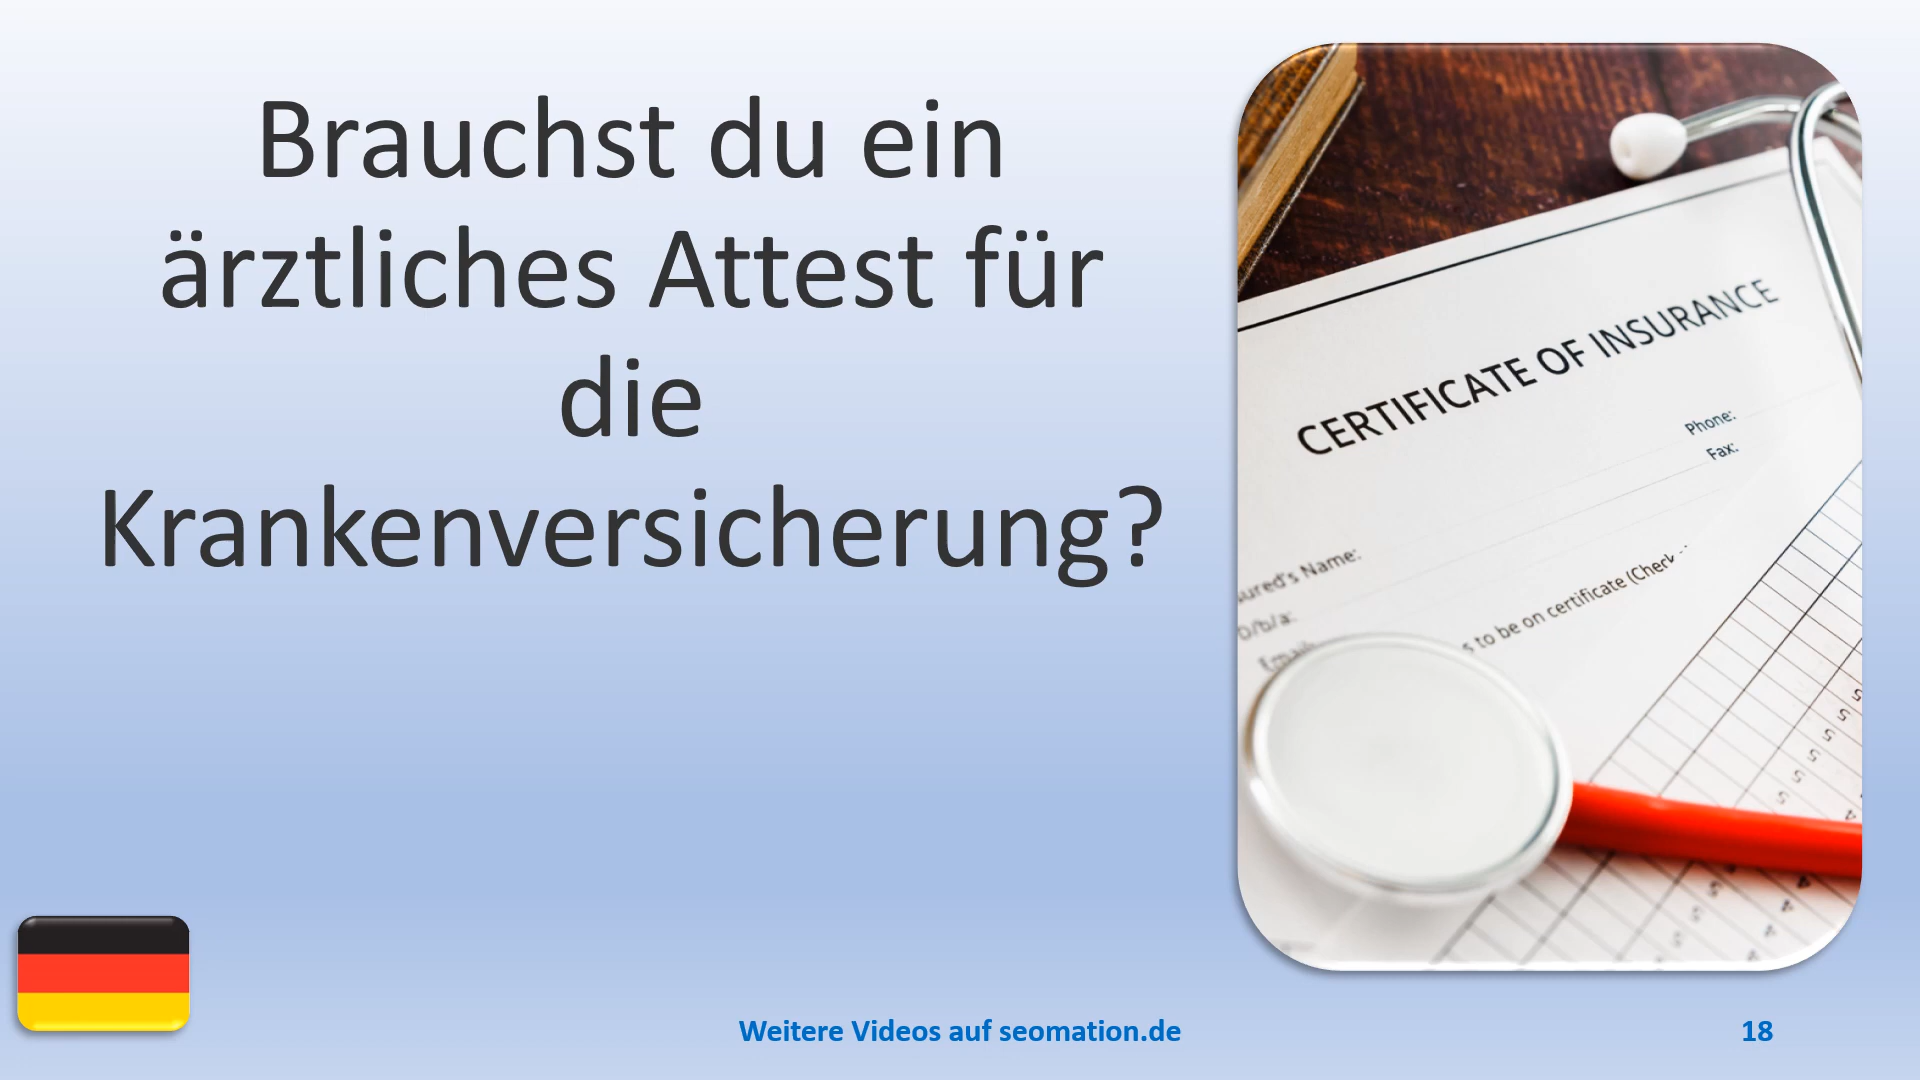 Brauchst du ein
ärztliches Attest für
die
Krankenversicherung?
CERTIFICATE OF INSURANCE
Phone:
Fax:
Name:
D/b/a:
to be on certificate
Weitere Videos auf seomation.de
18